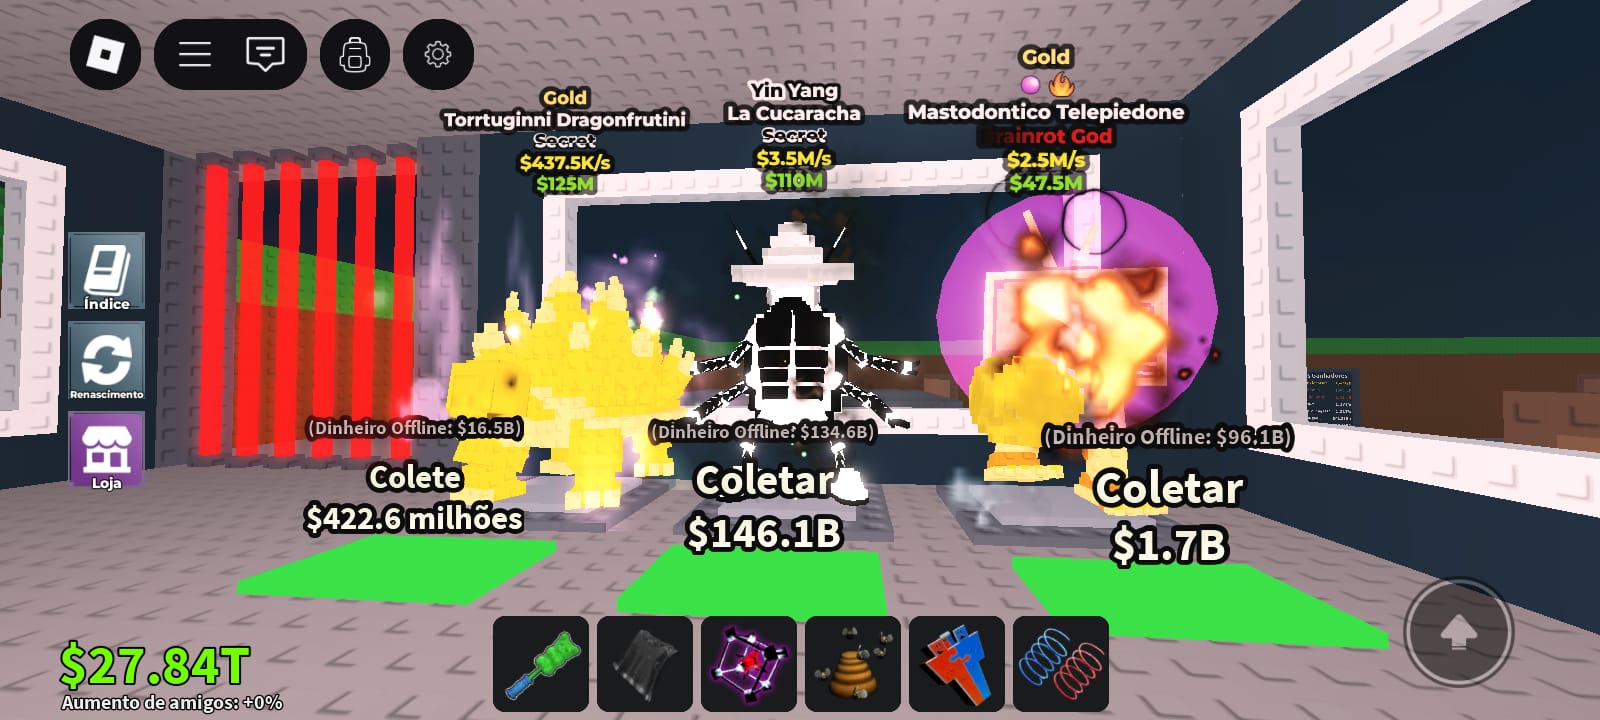 Gold
Torrtuginni Dragonfrutini
Secret
$437.5K/s
$125M
Yin Yang
La Cucaracha
Secret
$3.5M/s
$110M
Gold
Mastodontico Telepiedone
Brainrot God
$2.5M/s
$47.5M
Índice
Renascimento
Loja
(Dinheiro Offline: $16.5B)
Colete
$422.6 milhões
(Dinheiro Offline: $134.6B)
Coletar
$146.1B
(Dinheiro Offline: $96.1B)
Coletar
$1.7B
$27.84T
Aumento de amigos: +0%